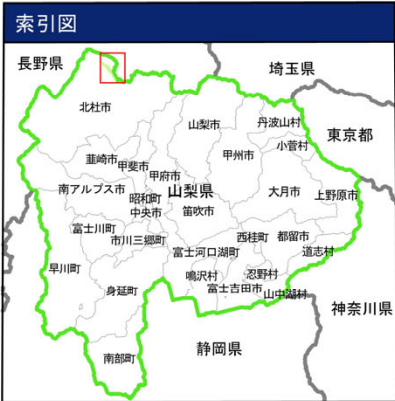 索引図
長野県
埼玉県
北杜市
山梨市
丹波山村
東京都
小菅村
甲州市
韮崎市
甲斐市
甲府市
南アルプス市
山梨県
大月市
上野原市
昭和町
中央市
笛吹市
富士川町
市川三郷町
西桂町
都留市
富士河口湖町
道志村
早川町
鳴沢村
忍野村
身延町
富士吉田市
山中湖村
神奈川県
静岡県
南部町